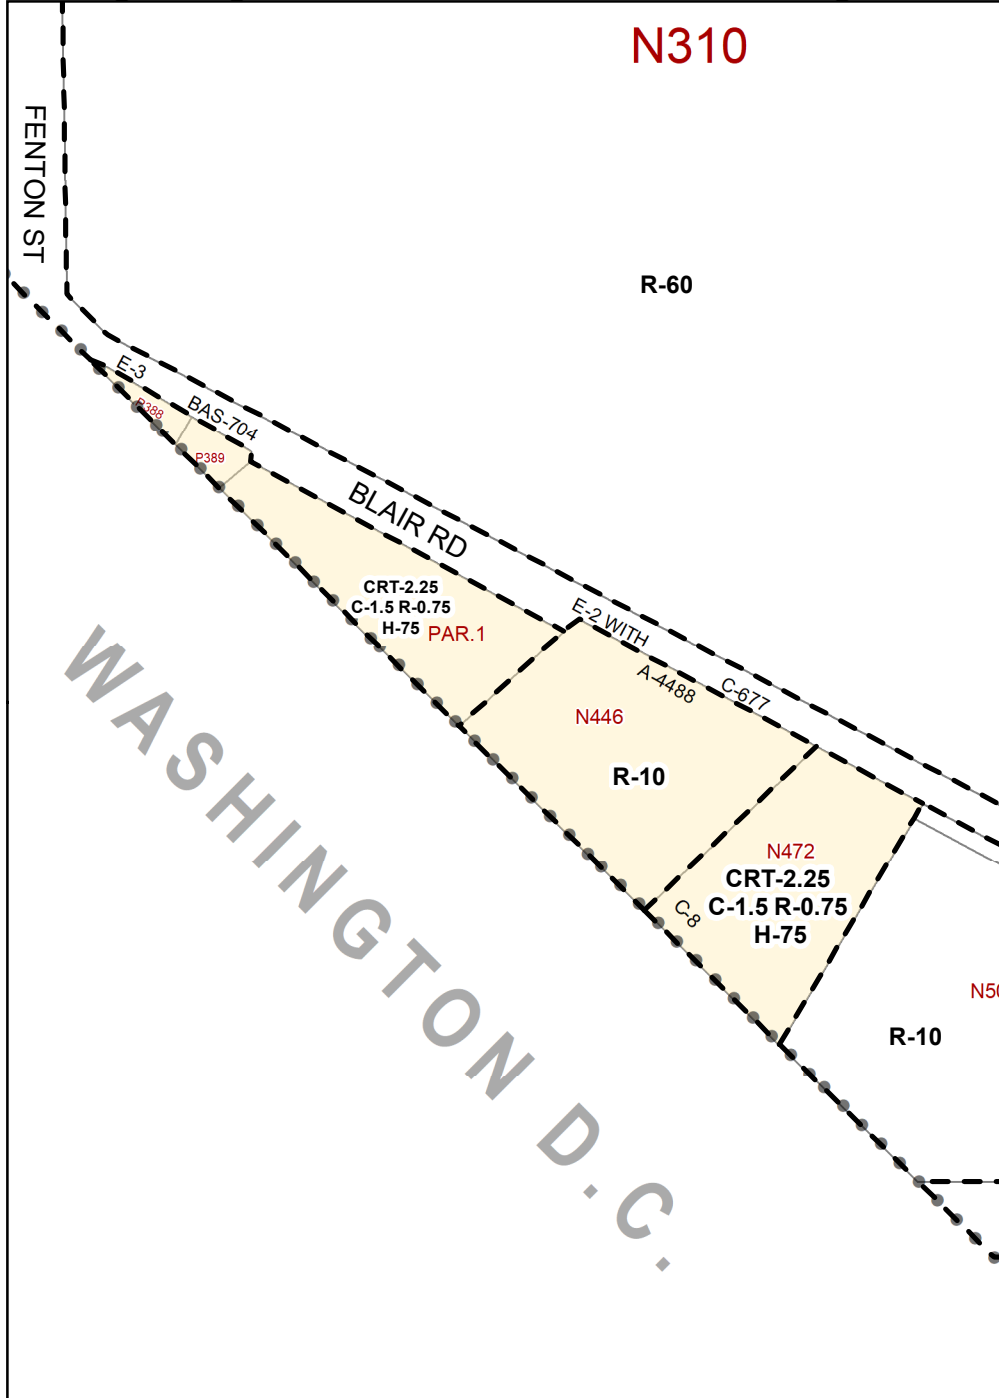 N310
FENTON ST
R-60
E-3
P388
BAS-704
P389
BLAIR RD
CRT-2.25
C-1.5 R-0.75
H-75
PAR.1
E-2 WITH
A-4488
C-677
N446
R-10
N472
CRT-2.25
C-1.5 R-0.75
H-75
C-8
R-10
WASHINGTON D.C.